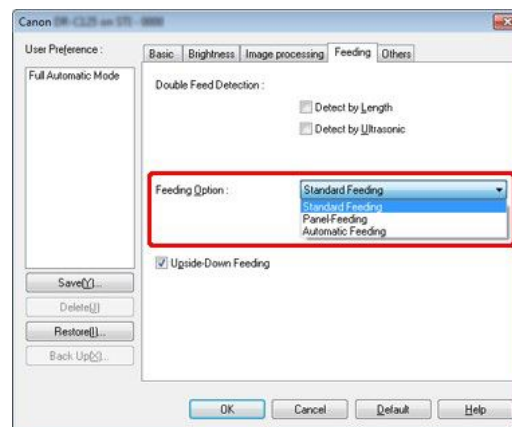 Canon
User Preference :
Full Automatic Mode
Save(Y)...
Delete(J)
Restore(I)...
Back Up(X)...
Basic Brightness Image processing Feeding Others
Double Feed Detection :
Detect by Length
Detect by Ultrasonic
Feeding Option :
Standard Feeding
Standard Feeding
Panel-Feeding
Automatic Feeding
Upside-Down Feeding
OK Cancel Default Help